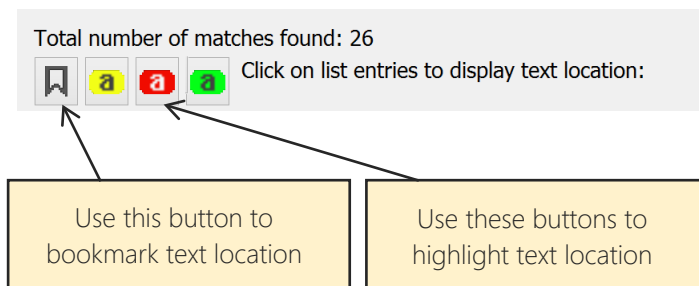 Total number of matches found: 26
a a a Click on list entries to display text location:
Use this button to
bookmark text location
Use these buttons to
highlight text location